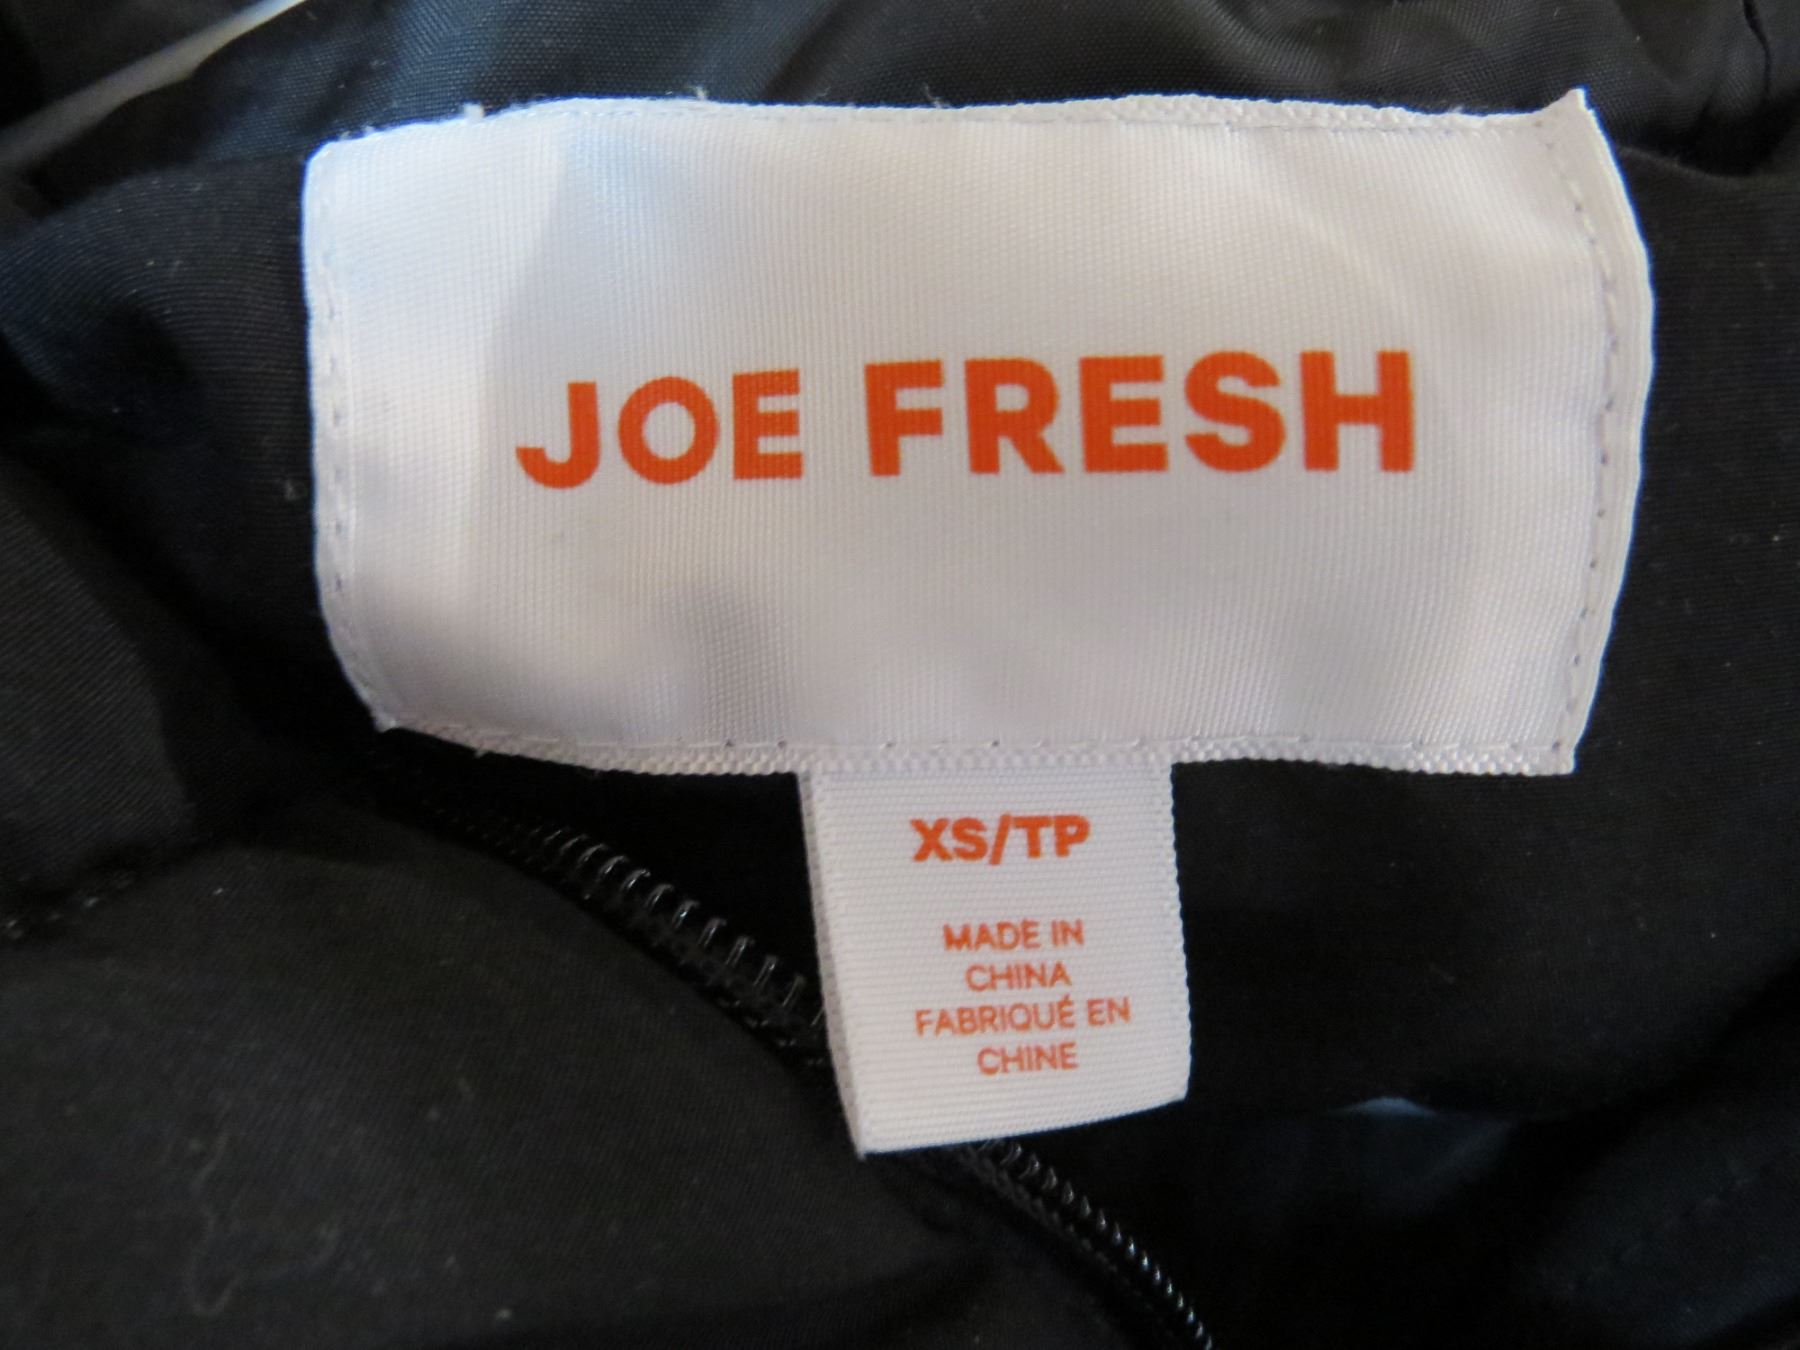 JOE FRESH
XS/TP
MADE IN
CHINA
FABRIQUÉ EN
CHINE